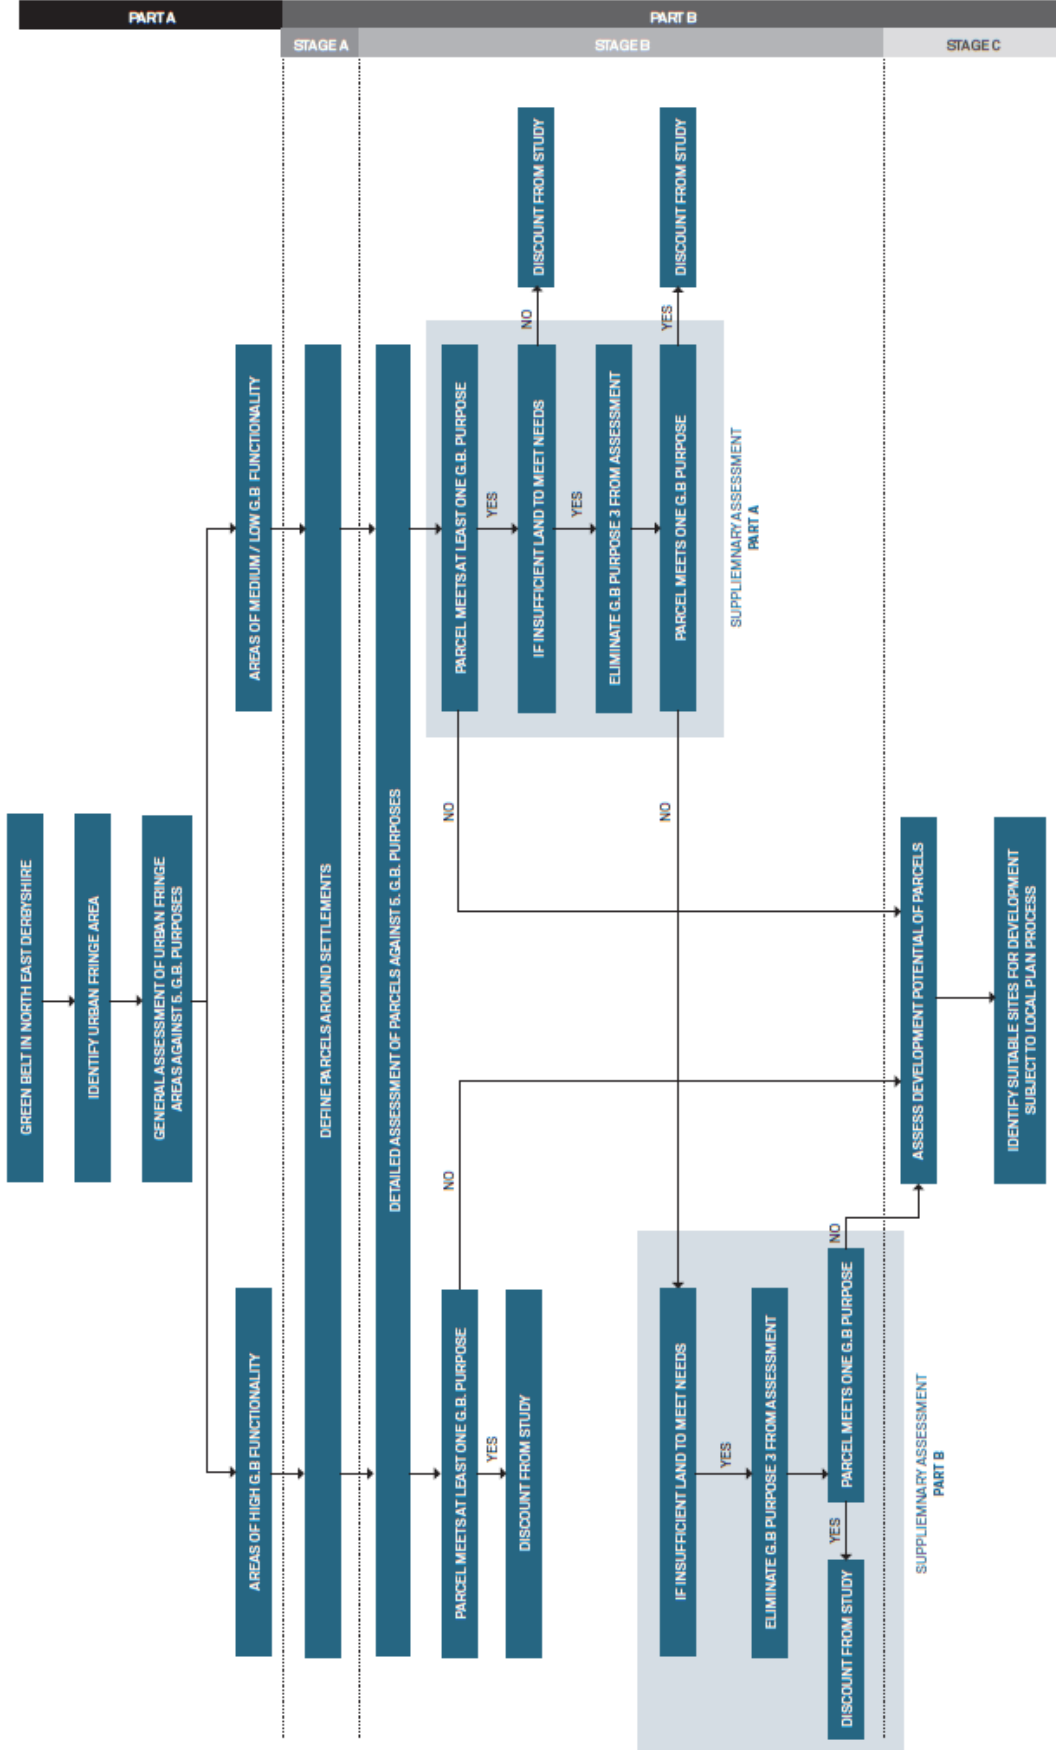 PART A
PART B
STAGE A
STAGE B
STAGE C
GREEN BELT IN NORTH EAST DERBYSHIRE
IDENTIFY URBAN FRINGE AREA
GENERAL ASSESSMENT OF URBAN FRINGE
AREAS AGAINST 5. G.B. PURPOSES
AREAS OF HIGH G.B FUNCTIONALITY
AREAS OF MEDIUM / LOW G.B FUNCTIONALITY
DEFINE PARCELS AROUND SETTLEMENTS
DETAILED ASSESSMENT OF PARCELS AGAINST 5. G.B. PURPOSES
PARCEL MEETS AT LEAST ONE G.B. PURPOSE
NO
YES
DISCOUNT FROM STUDY
PARCEL MEETS AT LEAST ONE G.B. PURPOSE
NO
YES
IF INSUFFICIENT LAND TO MEET NEEDS
NO
DISCOUNT FROM STUDY
YES
ELIMINATE G.B PURPOSE 3 FROM ASSESSMENT
PARCEL MEETS ONE G.B PURPOSE
YES
DISCOUNT FROM STUDY
NO
SUPPLIEMNARY ASSESSMENT
PART A
IF INSUFFICIENT LAND TO MEET NEEDS
YES
ELIMINATE G.B PURPOSE 3 FROM ASSESSMENT
PARCEL MEETS ONE G.B PURPOSE
NO
YES
DISCOUNT FROM STUDY
SUPPLIEMNARY ASSESSMENT
PART B
ASSESS DEVELOPMENT POTENTIAL OF PARCELS
IDENTIFY SUITABLE SITES FOR DEVELOPMENT
SUBJECT TO LOCAL PLAN PROCESS